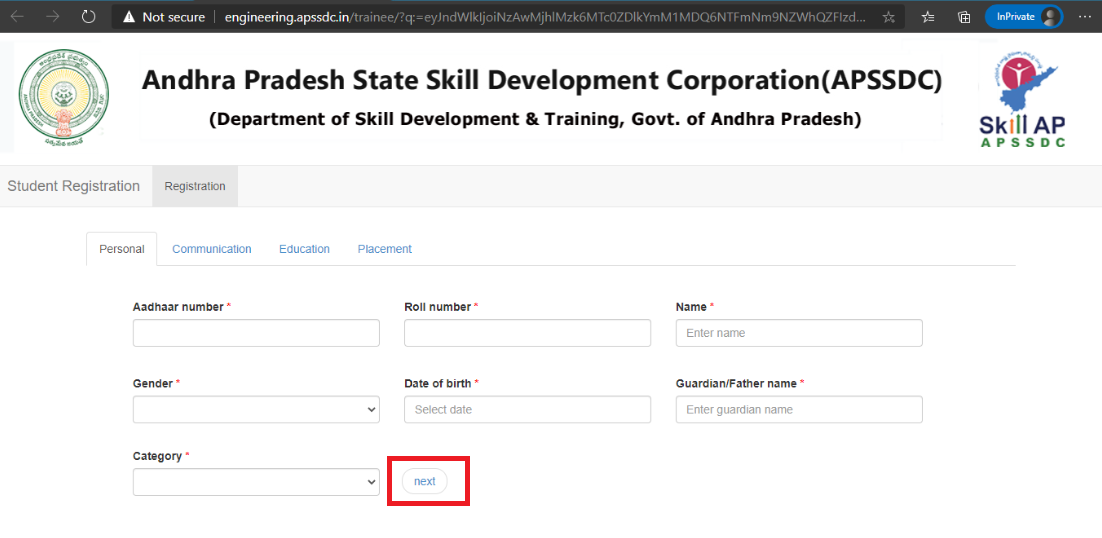 Not secure engineering.apssdc.in/trainee/?q:=eyJndWlkIjoiNzAwMjhlMzk6MTc0ZDlkYmM1MDQ6NTFmNm9NZWhQZFIzd... InPrivate
Andhra Pradesh State Skill Development Corporation(APSSDC)
(Department of Skill Development & Training, Govt. of Andhra Pradesh)
Skill AP
APSSDC
Student Registration Registration
Personal Communication Education Placement
Aadhaar number * Roll number * Name *
Enter name
Gender * Date of birth * Guardian/Father name *
Select date Enter guardian name
Category *
next